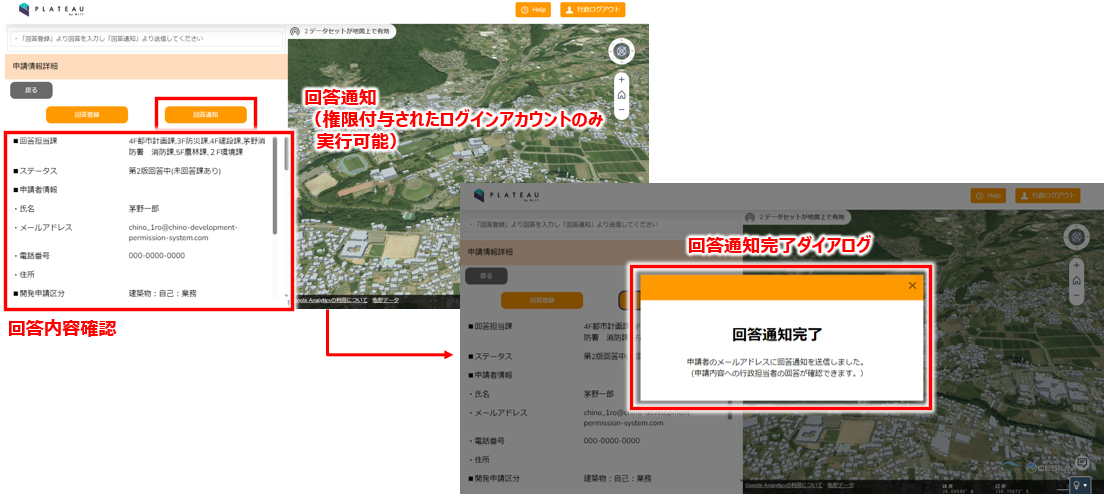 PLATEAU
by MLIT
Help
行政ログアウト
・「回答登録」より回答を入力し「回答通知」より送信してください
2 データセットが地図上で有効
申請情報詳細
戻る
回答登録
回答通知
■回答担当課
4F都市計画課,3F防災課,4F建設課,茅野消
防署 消防課,5F農林課,2F環境課
■ステータス
第2版回答中(未回答課あり)
■申請者情報
・氏名
茅野一郎
・メールアドレス
chino_1ro@chino-development-
permission-system.com
・電話番号
000-0000-0000
・住所
■開発申請区分
建築物：自己：業務
Google Analyticsの利用について
地形データ
回答通知
（権限付与されたログインアカウントのみ
実行可能）
回答内容確認
PLATEAU
by MLIT
Help
行政ログアウト
・「回答登録」より回答を入力し「回答通知」より送信してください
2 データセットが地図上で有効
申請情報詳細
戻る
回答登録
回答通知完了ダイアログ
×
回答通知完了
申請者のメールアドレスに回答通知を送信しました。
（申請内容への行政担当者の回答が確認できます。）
■回答担当課
4F都市計画課
防署 消防課
■ステータス
第2版回答中
■申請者情報
・氏名
茅野一郎
・メールアドレス
chino_1ro@chino-development-
permission-system.com
・電話番号
000-0000-0000
・住所
■開発申請区分
建築物：自己：業務
Google Analyticsの利用について
地形データ
CESIUM